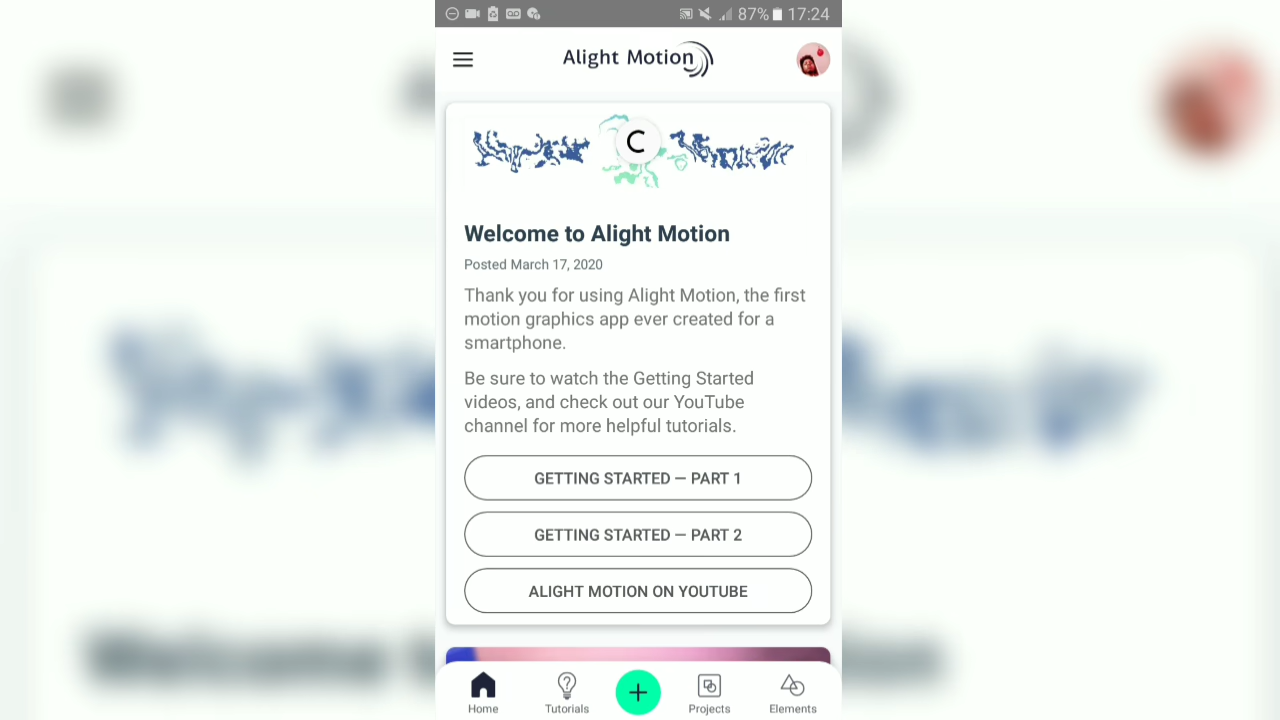 87% 17:24
Alight Motion
Welcome to Alight Motion
Posted March 17, 2020
Thank you for using Alight Motion, the first
motion graphics app ever created for a
smartphone.
Be sure to watch the Getting Started
videos, and check out our YouTube
channel for more helpful tutorials.
GETTING STARTED — PART 1
GETTING STARTED — PART 2
ALIGHT MOTION ON YOUTUBE
Home Tutorials Projects Elements